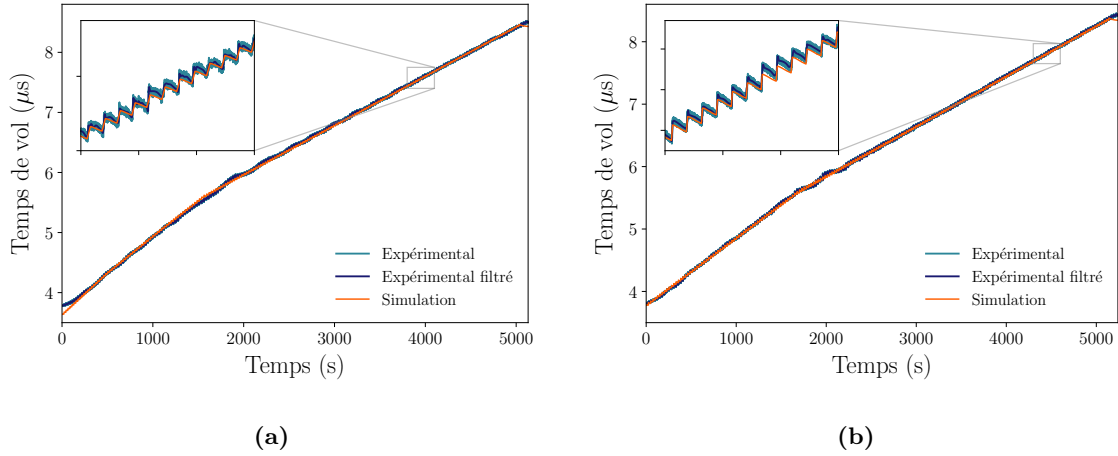 8
7
6
5
4
Temps de vol (μs)
0 1000 2000 3000 4000 5000
Temps (s)
Expérimental
Expérimental filtré
Simulation
(a)
8
7
6
5
4
Temps de vol (μs)
0 1000 2000 3000 4000 5000
Temps (s)
Expérimental
Expérimental filtré
Simulation
(b)